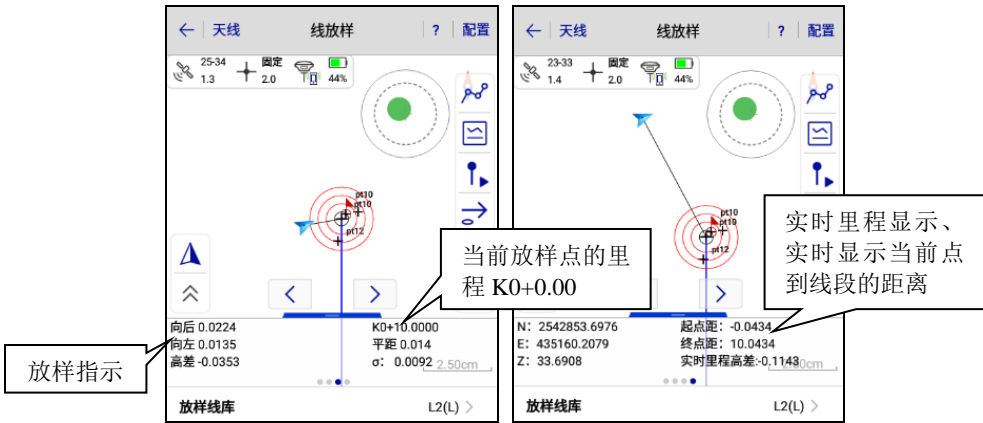 天线
线放样
?
配置
25-34
1.3
固定
2.0
44%
pt10
pt10
pt12
向后 0.0224
K0+10.0000
向左 0.0135
平距 0.014
高差 -0.0353
σ: 0.0092
2.50cm
放样线库
L2(L)
放样指示
当前放样点的里
程 K0+0.00
天线
线放样
?
配置
23-33
1.4
固定
2.0
44%
pt10
pt10
pt12
N: 2542853.6976
起点距: -0.0434
E: 435160.2079
终点距: 10.0434
Z: 33.6908
实时里程高差:-0.1143
放样线库
L2(L)
实时里程显示、
实时显示当前点
到线段的距离